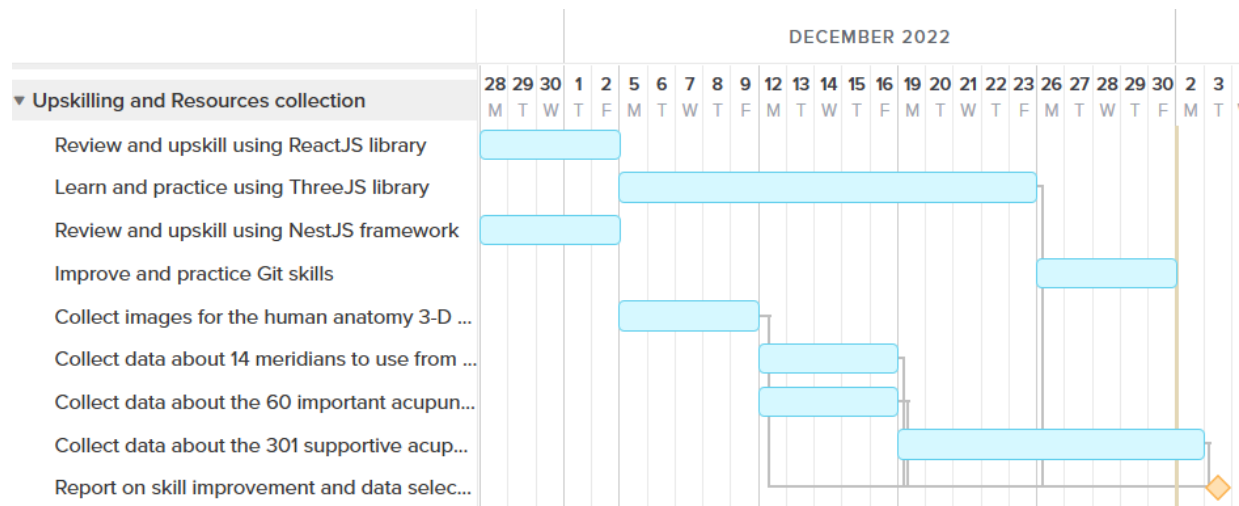 DECEMBER 2022
28 29 30 1 2 5 6 7 8 9 12 13 14 15 16 19 20 21 22 23 26 27 28 29 30 2 3
M T W T F M T W T F M T W T F M T W T F M T W T F M T
Upskilling and Resources collection
Review and upskill using ReactJS library
Learn and practice using ThreeJS library
Review and upskill using NestJS framework
Improve and practice Git skills
Collect images for the human anatomy 3-D ...
Collect data about 14 meridians to use from ...
Collect data about the 60 important acupun...
Collect data about the 301 supportive acup...
Report on skill improvement and data selec...